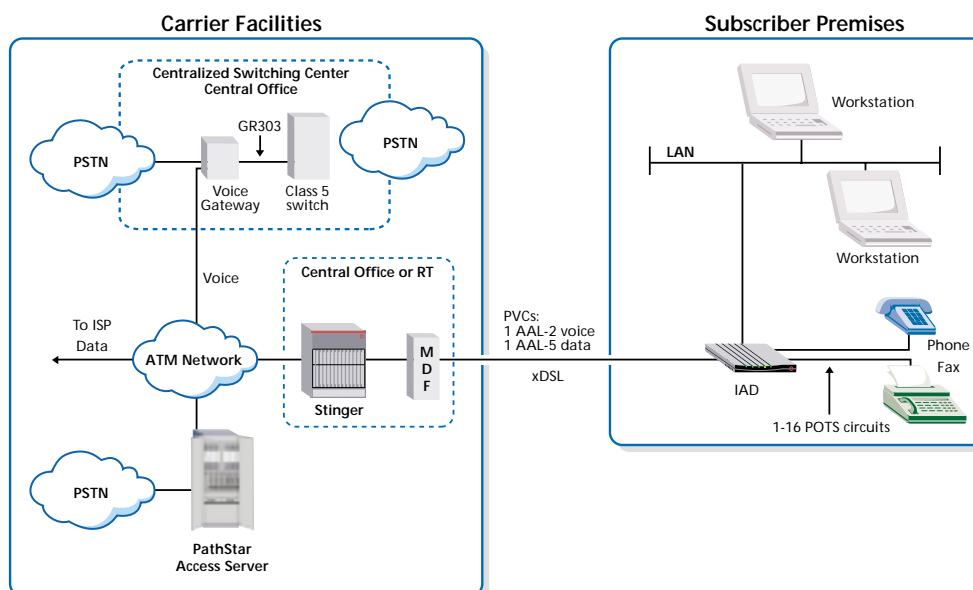 Carrier Facilities
Subscriber Premises
Centralized Switching Center
Central Office
GR303
PSTN
PSTN
Voice
Gateway
Class 5
switch
Workstation
LAN
Workstation
Voice
Central Office or RT
PVCs:
1 AAL-2 voice
1 AAL-5 data
To ISP
Data
ATM Network
Stinger
M
D
F
xDSL
IAD
Phone
Fax
1-16 POTS circuits
PSTN
PathStar
Access Server